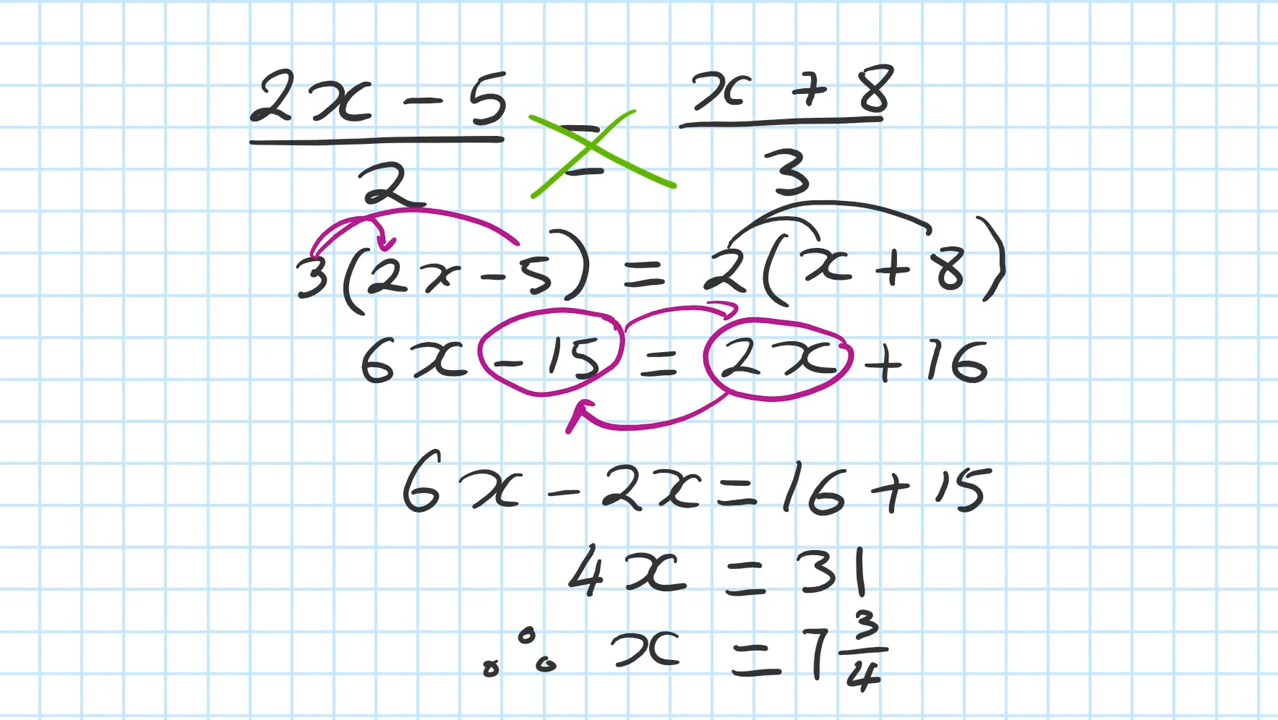 2x - 5 = x + 8
2 3
3(2x - 5) = 2(x + 8)
6x - 15 = 2x + 16
6x - 2x = 16 + 15
4x = 31
∴ x = 7 3/4